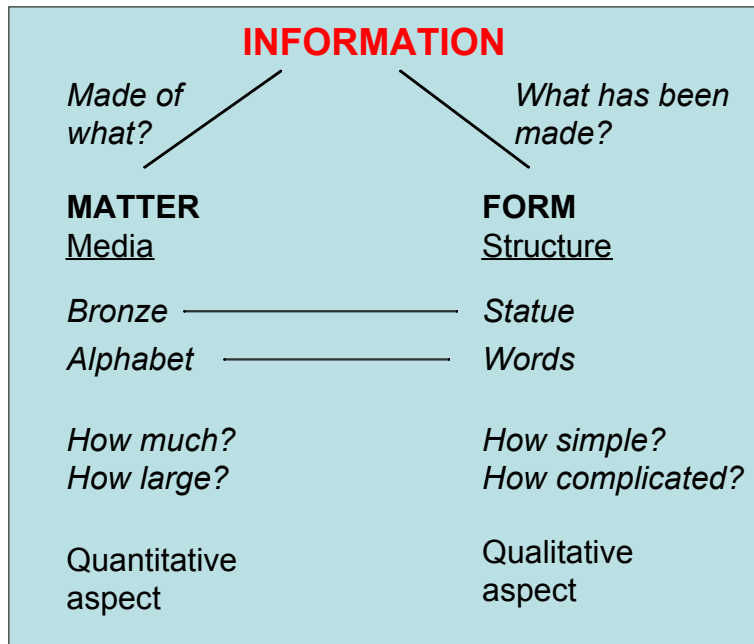 INFORMATION
Made of
what?
What has been
made?
MATTER
Media
FORM
Structure
Bronze
Statue
Alphabet
Words
How much?
How large?
How simple?
How complicated?
Quantitative
aspect
Qualitative
aspect